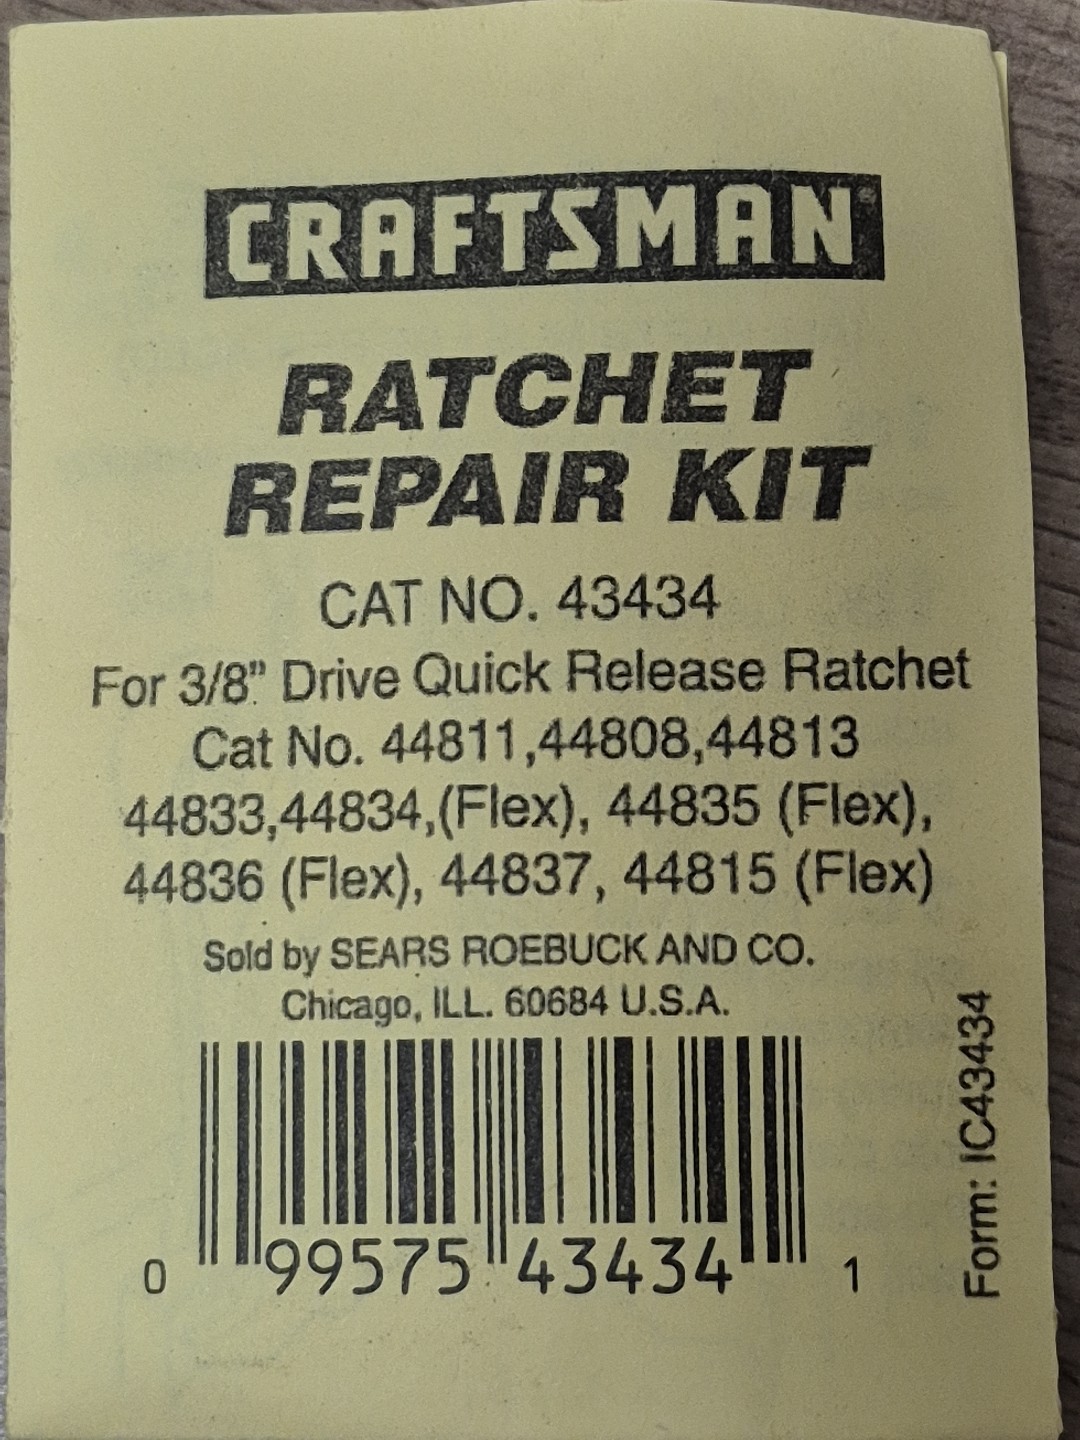 CRAFTSMAN®
RATCHET
REPAIR KIT
CAT NO. 43434
For 3/8" Drive Quick Release Ratchet
Cat No. 44811,44808,44813
44833,44834,(Flex), 44835 (Flex),
44836 (Flex), 44837, 44815 (Flex)
Sold by SEARS ROEBUCK AND CO.
Chicago, ILL. 60684 U.S.A.
0 99575 43434 1
Form: IC43434